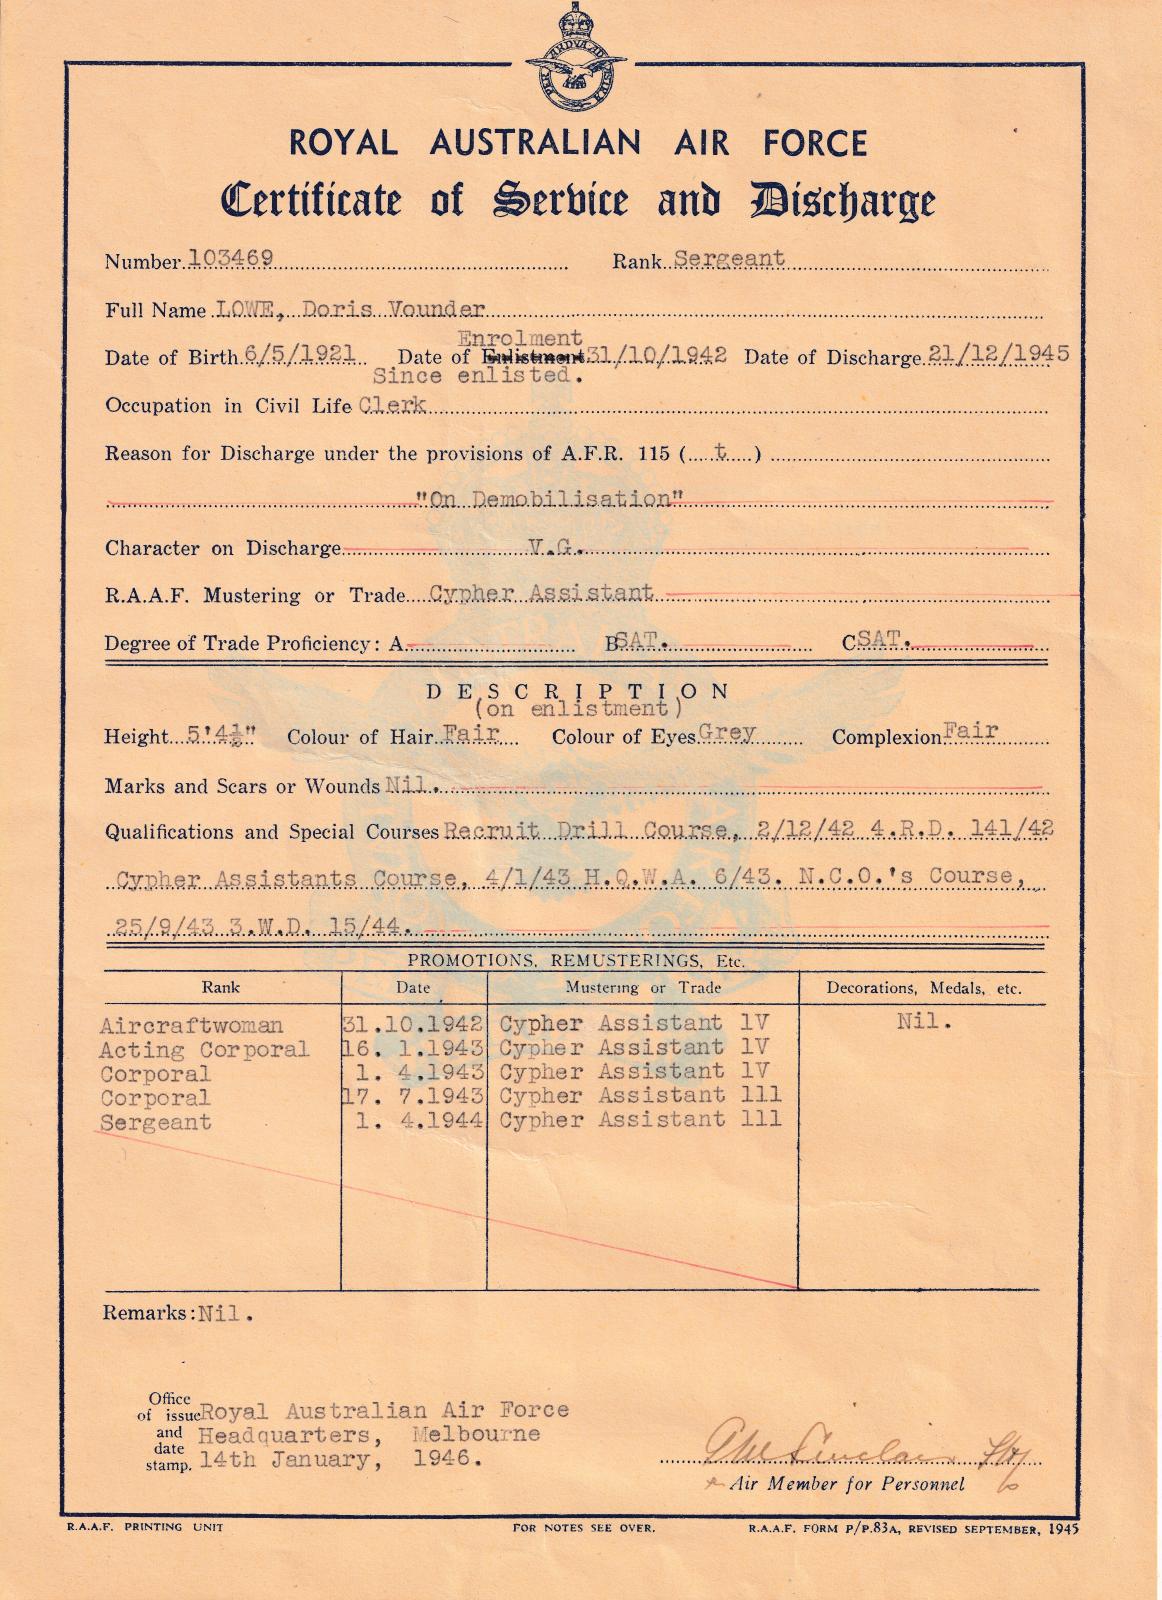 PER ARDUA AD ASTRA
ROYAL AUSTRALIAN AIR FORCE
Certificate of Service and Discharge
Number 103469 Rank Sergeant
Full Name LOWE, Doris Vounder
Enrolment
Date of Birth 6/5/1921 Date of Enlistment 31/10/1942 Date of Discharge 21/12/1945
Since enlisted.
Occupation in Civil Life Clerk
Reason for Discharge under the provisions of A.F.R. 115 (....t....)
"On Demobilisation"
Character on Discharge V.G.
R.A.A.F. Mustering or Trade Cypher Assistant
Degree of Trade Proficiency: A B SAT. C SAT.
DESCRIPTION
(on enlistment)
Height 5'4½" Colour of Hair Fair Colour of Eyes Grey Complexion Fair
Marks and Scars or Wounds Nil.
Qualifications and Special Courses Recruit Drill Course, 2/12/42 4.R.D. 141/42
Cypher Assistants Course, 4/1/43 H.Q.W.A. 6/43. N.C.O.'s Course,
25/9/43 3.W.D. 15/44.
PROMOTIONS, REMUSTERINGS, Etc.
Rank Date Mustering or Trade Decorations, Medals, etc.
Aircraftwoman 31.10.1942 Cypher Assistant 1V Nil.
Acting Corporal 16. 1.1943 Cypher Assistant 1V
Corporal 1. 4.1943 Cypher Assistant 1V
Corporal 17. 7.1943 Cypher Assistant 111
Sergeant 1. 4.1944 Cypher Assistant 111
Remarks: Nil.
Office of issue and date stamp. Royal Australian Air Force
Headquarters, Melbourne
14th January, 1946.
Sinclair
Air Member for Personnel
R.A.A.F. PRINTING UNIT FOR NOTES SEE OVER. R.A.A.F. FORM P/P.83A, REVISED SEPTEMBER, 1945